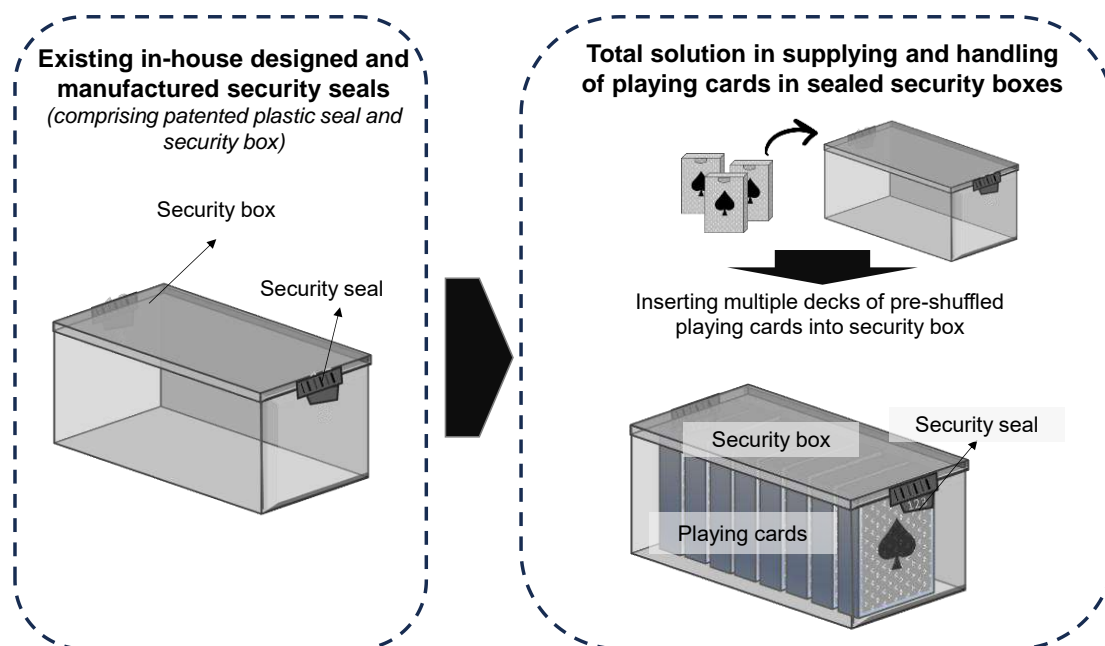 Existing in-house designed and
manufactured security seals
(comprising patented plastic seal and
security box)
Security box
Security seal
Total solution in supplying and handling
of playing cards in sealed security boxes
Inserting multiple decks of pre-shuffled
playing cards into security box
Security box
Security seal
Playing cards